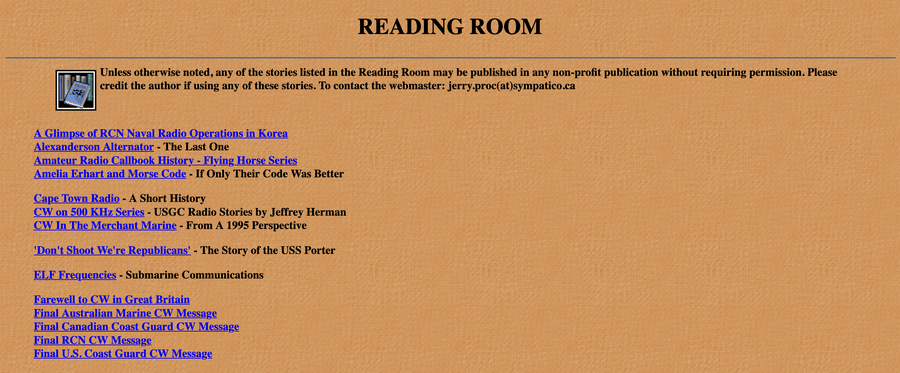 READING ROOM
Unless otherwise noted, any of the stories listed in the Reading Room may be published in any non-profit publication without requiring permission. Please
credit the author if using any of these stories. To contact the webmaster: jerry.proc(at)sympatico.ca
A Glimpse of RCN Naval Radio Operations in Korea
Alexanderson Alternator - The Last One
Amateur Radio Callbook History - Flying Horse Series
Amelia Erhart and Morse Code - If Only Their Code Was Better
Cape Town Radio - A Short History
CW on 500 KHz Series - USGC Radio Stories by Jeffrey Herman
CW In The Merchant Marine - From A 1995 Perspective
'Don't Shoot We're Republicans' - The Story of the USS Porter
ELF Frequencies - Submarine Communications
Farewell to CW in Great Britain
Final Australian Marine CW Message
Final Canadian Coast Guard CW Message
Final RCN CW Message
Final U.S. Coast Guard CW Message